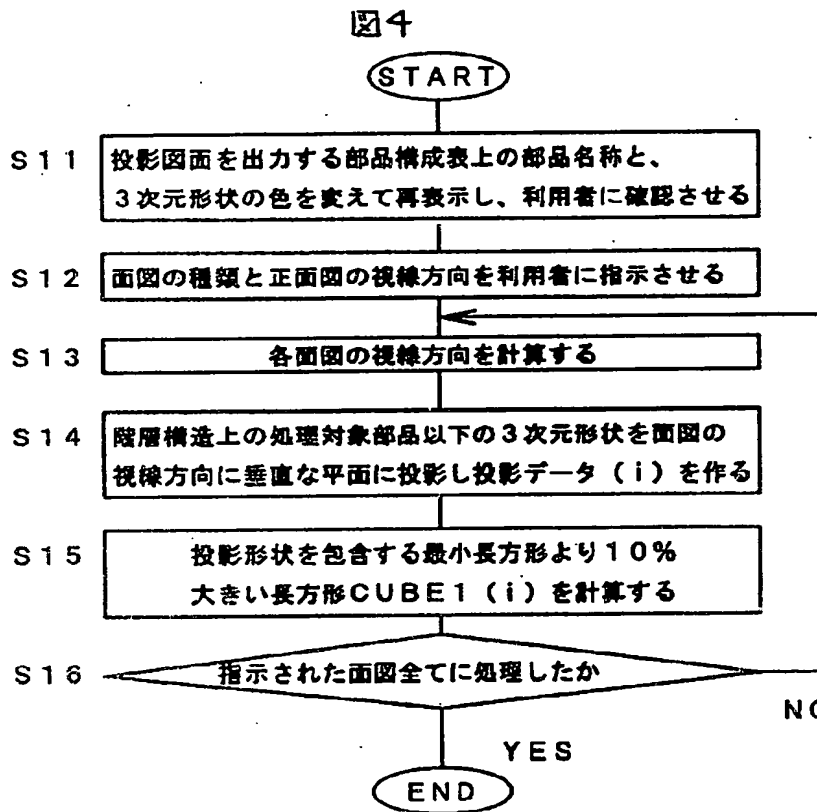 図4
START
S11
投影図面を出力する部品構成表上の部品名称と、
3次元形状の色を変えて再表示し、利用者に確認させる
S12
面図の種類と正面図の視線方向を利用者に指示させる
S13
各面図の視線方向を計算する
S14
階層構造上の処理対象部品以下の3次元形状を面図の
視線方向に垂直な平面に投影し投影データ(i)を作る
S15
投影形状を包含する最小長方形より10%
大きい長方形CUBE1(i)を計算する
S16
指示された面図全てに処理したか
NO
YES
END